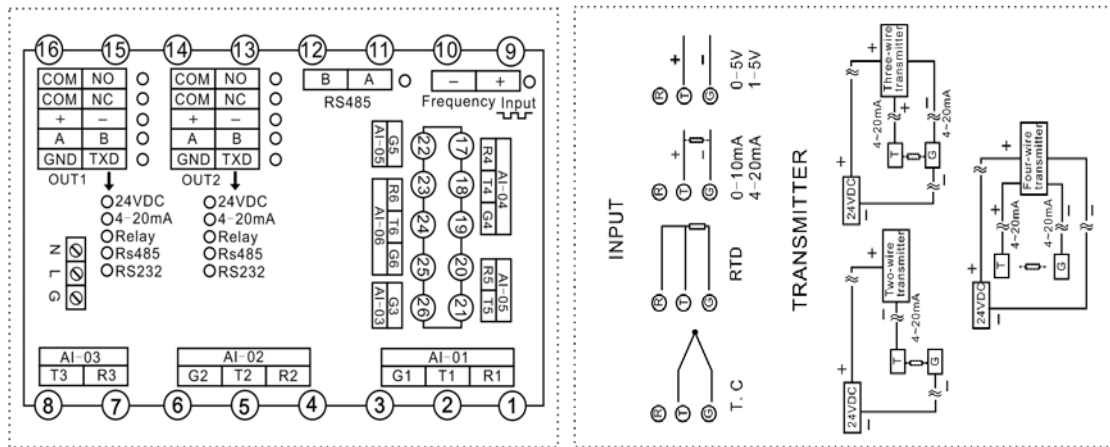 16 15 14 13 12 11 10 9
COM NO
COM NC
+ −
A B
GND TXD
OUT1
COM NO
COM NC
+ −
A B
GND TXD
OUT2
B A
RS485
− +
Frequency Input
24VDC
4-20mA
Relay
Rs485
RS232
24VDC
4-20mA
Relay
Rs485
RS232
N
L
G
AI-05
G5
22 17
R4 T4 G4
AI-04
AI-06
R6 T6 G6
23 18
24 19
25 20
26 21
AI-03
G3
R5 T5
AI-05
AI-03
T3 R3
AI-02
G2 T2 R2
AI-01
G1 T1 R1
8 7 6 5 4 3 2 1
INPUT
R T G
+ −
0-5V
1-5V
R T G
+ −
0-10mA
4-20mA
R T G
RTD
R T G
T. C
TRANSMITTER
Three-wire
transmitter
+
+
−
4~20mA
4~20mA
T G
24VDC
+
−
Two-wire
transmitter
+
−
4~20mA
T G
24VDC
+
−
−
Four-wire
transmitter
+
−
+
−
4~20mA
4~20mA
T G
24VDC
+
−